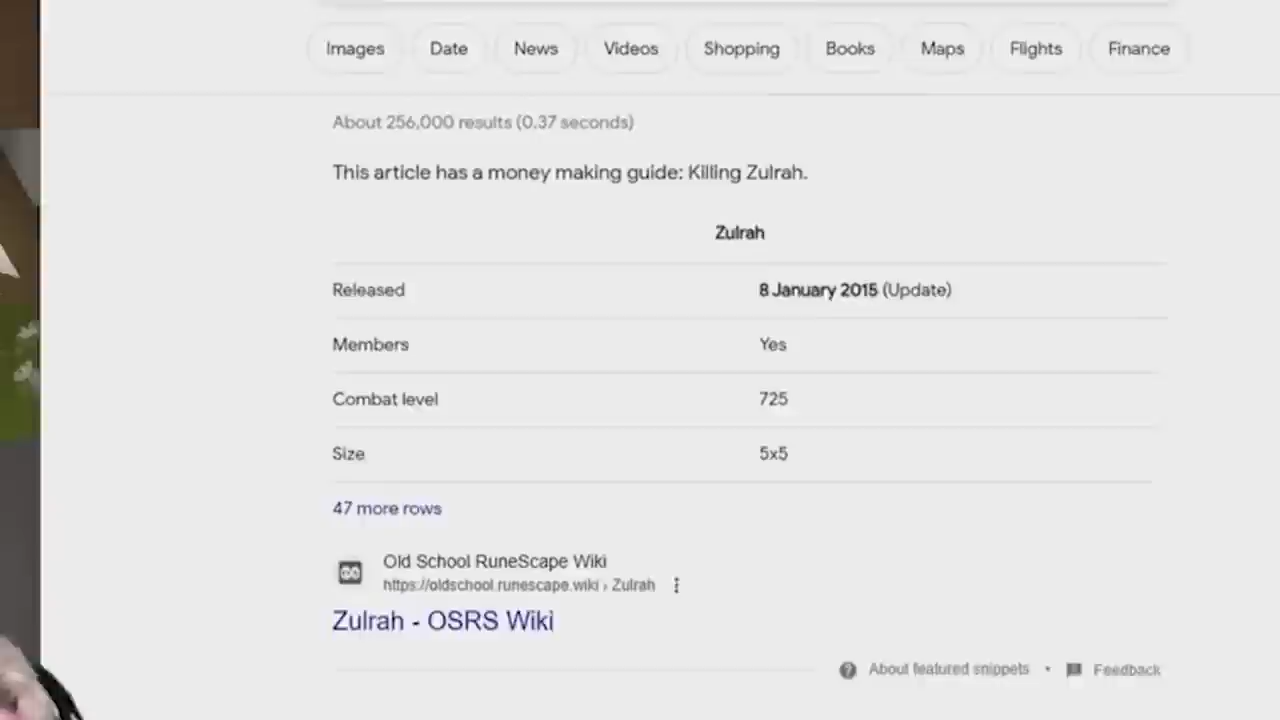 Images Date News Videos Shopping Books Maps Flights Finance
About 256,000 results (0.37 seconds)
This article has a money making guide: Killing Zulrah.
Zulrah
Released 8 January 2015 (Update)
Members Yes
Combat level 725
Size 5x5
47 more rows
Old School RuneScape Wiki
https://oldschool.runescape.wiki › Zulrah
Zulrah - OSRS Wiki
About featured snippets • Feedback